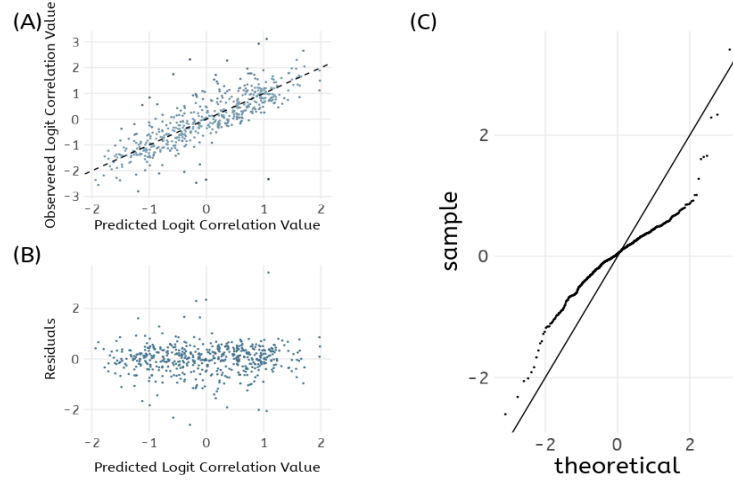 (A)
Obsevered Logit Correlation Value
3
2
1
0
−1
−2
−3
−2 −1 0 1 2
Predicted Logit Correlation Value
(B)
Residuals
2
0
−2
−2 −1 0 1 2
Predicted Logit Correlation Value
(C)
sample
2
0
−2
−2 0 2
theoretical